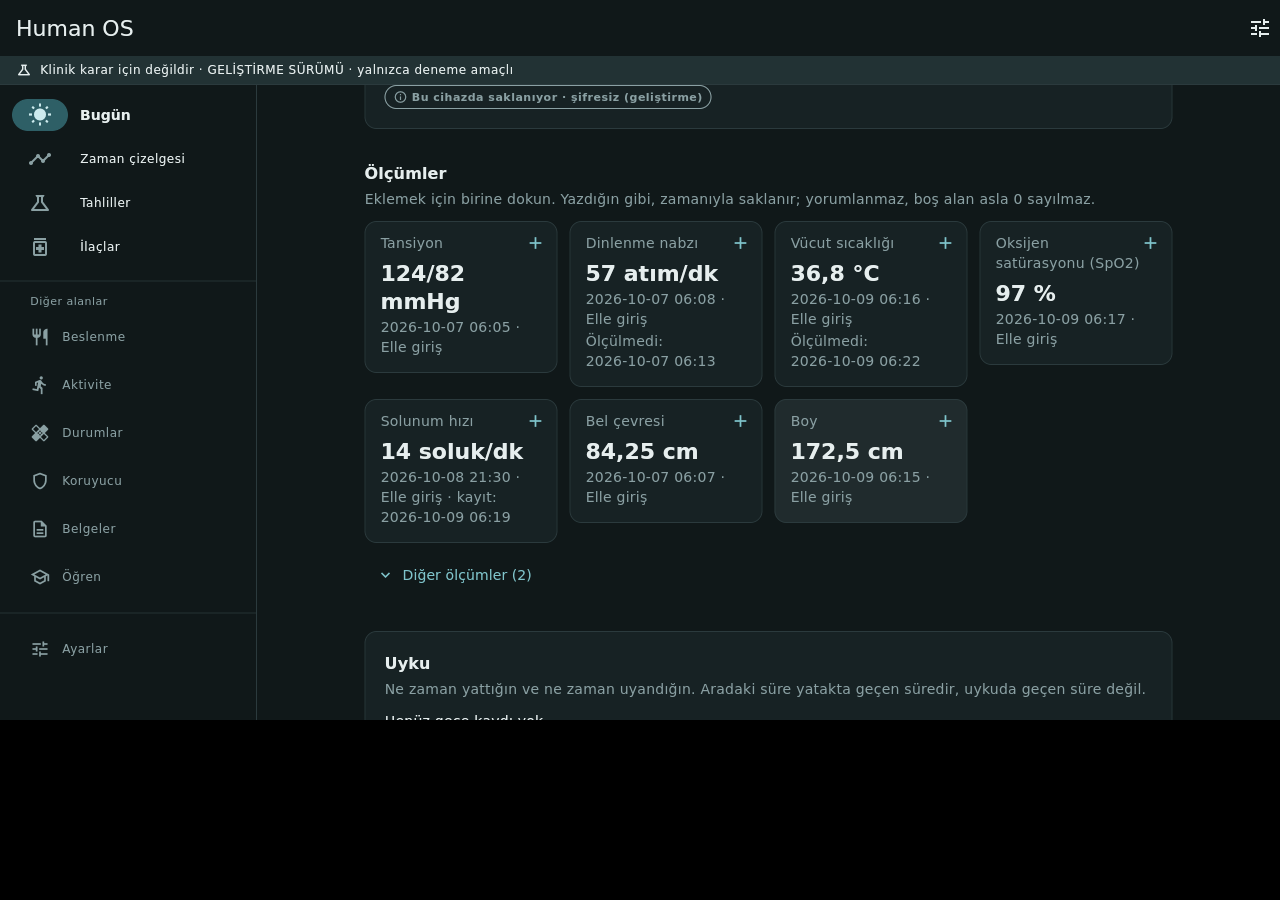 Human OS
Klinik karar için değildir · GELİŞTİRME SÜRÜMÜ · yalnızca deneme amaçlı
Bugün
Zaman çizelgesi
Tahliller
İlaçlar
Diğer alanlar
Beslenme
Aktivite
Durumlar
Koruyucu
Belgeler
Öğren
Ayarlar
Bu cihazda saklanıyor · şifresiz (geliştirme)
Ölçümler
Eklemek için birine dokun. Yazdığın gibi, zamanıyla saklanır; yorumlanmaz, boş alan asla 0 sayılmaz.
Tansiyon
124/82
mmHg
2026-10-07 06:05 ·
Elle giriş
Dinlenme nabzı
57 atım/dk
2026-10-07 06:08 ·
Elle giriş
Ölçülmedi:
2026-10-07 06:13
Vücut sıcaklığı
36,8 °C
2026-10-09 06:16 ·
Elle giriş
Ölçülmedi:
2026-10-09 06:22
Oksijen
satürasyonu (SpO2)
97 %
2026-10-09 06:17 ·
Elle giriş
Solunum hızı
14 soluk/dk
2026-10-08 21:30 ·
Elle giriş · kayıt:
2026-10-09 06:19
Bel çevresi
84,25 cm
2026-10-07 06:07 ·
Elle giriş
Boy
172,5 cm
2026-10-09 06:15 ·
Elle giriş
Diğer ölçümler (2)
Uyku
Ne zaman yattığın ve ne zaman uyandığın. Aradaki süre yatakta geçen süredir, uykuda geçen süre değil.
Henüz gece kaydı yok